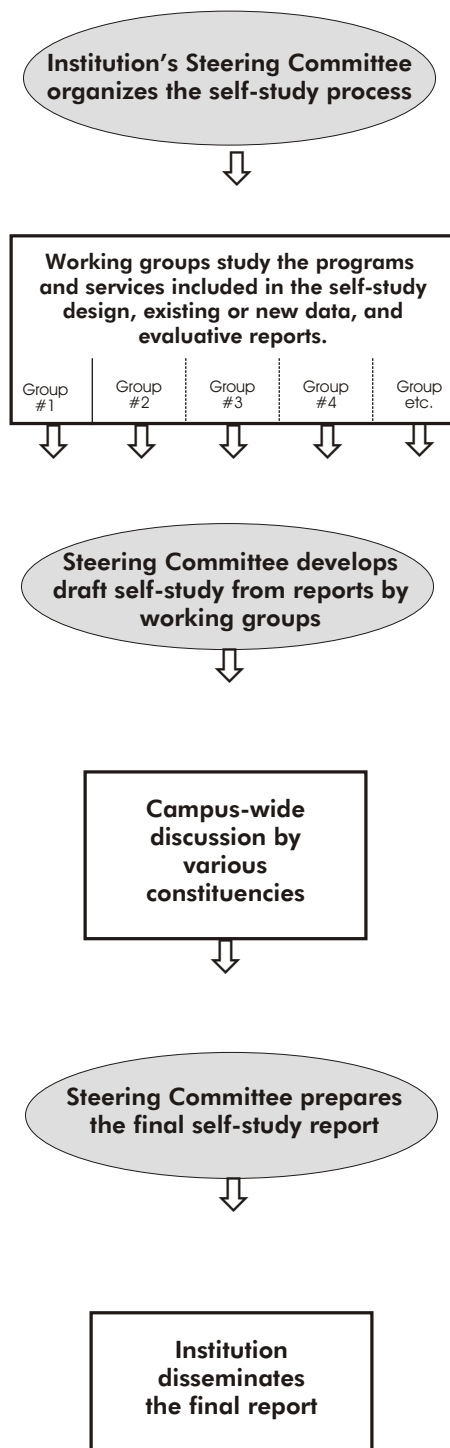 Institution's Steering Committee
organizes the self-study process
Working groups study the programs
and services included in the self-study
design, existing or new data, and
evaluative reports.
Group
#1
Group
#2
Group
#3
Group
#4
Group
etc.
Steering Committee develops
draft self-study from reports by
working groups
Campus-wide
discussion by
various
constituencies
Steering Committee prepares
the final self-study report
Institution
disseminates
the final report